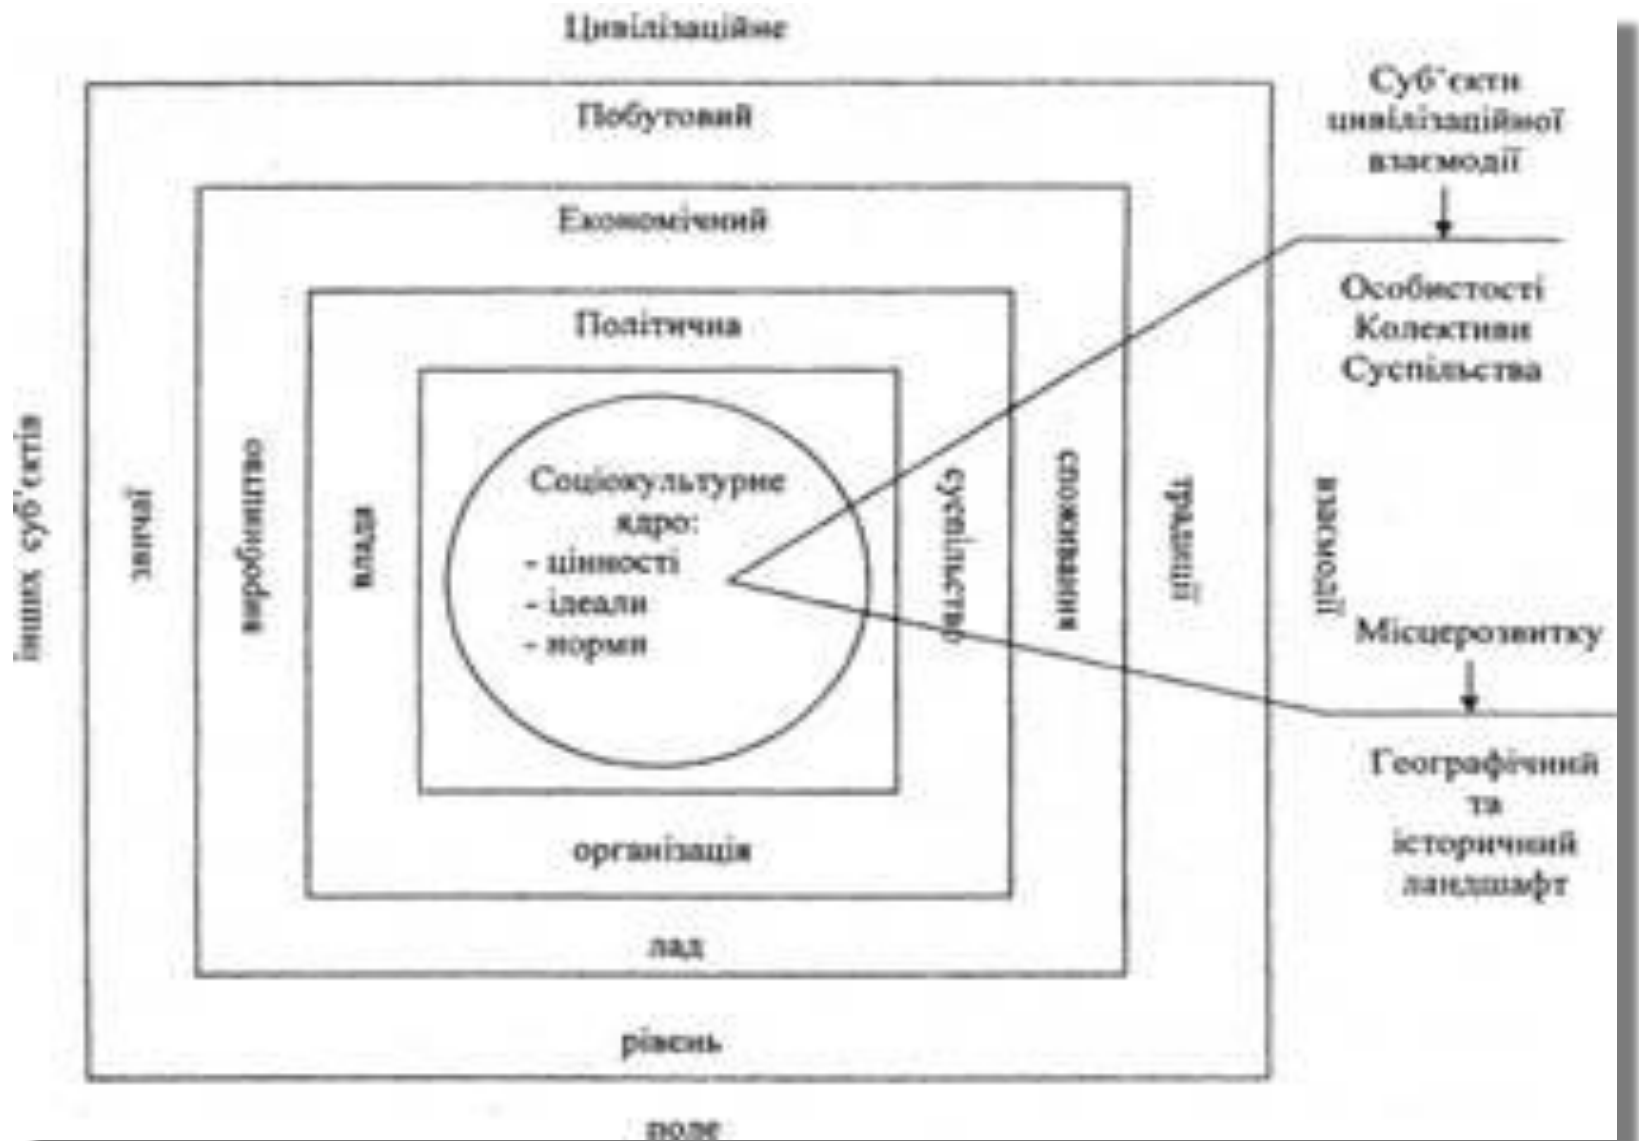 Цивілізаційне
Побутовий
Економічний
Політична
Соціокультурне
ядро:
- цінності
- ідеали
- норми
інших суб'єктів
звичаї
виробництво
влада
суспільство
споживання
традиції
взаємодії
Суб'єкти
цивілізаційної
взаємодії
Особистості
Колективи
Суспільства
Місцерозвитку
Географічний
та
історичний
ландшафт
організація
лад
рівень
поле